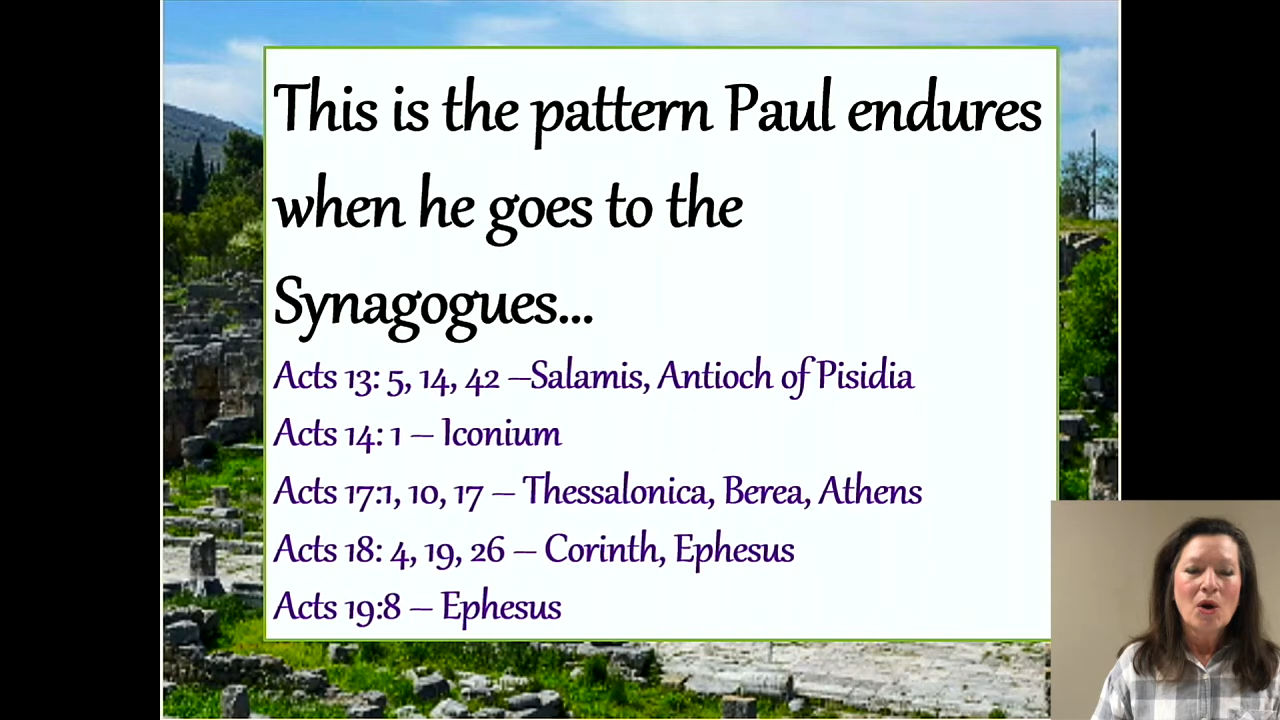 This is the pattern Paul endures
when he goes to the
Synagogues...
Acts 13: 5, 14, 42 –Salamis, Antioch of Pisidia
Acts 14: 1 – Iconium
Acts 17:1, 10, 17 – Thessalonica, Berea, Athens
Acts 18: 4, 19, 26 – Corinth, Ephesus
Acts 19:8 – Ephesus